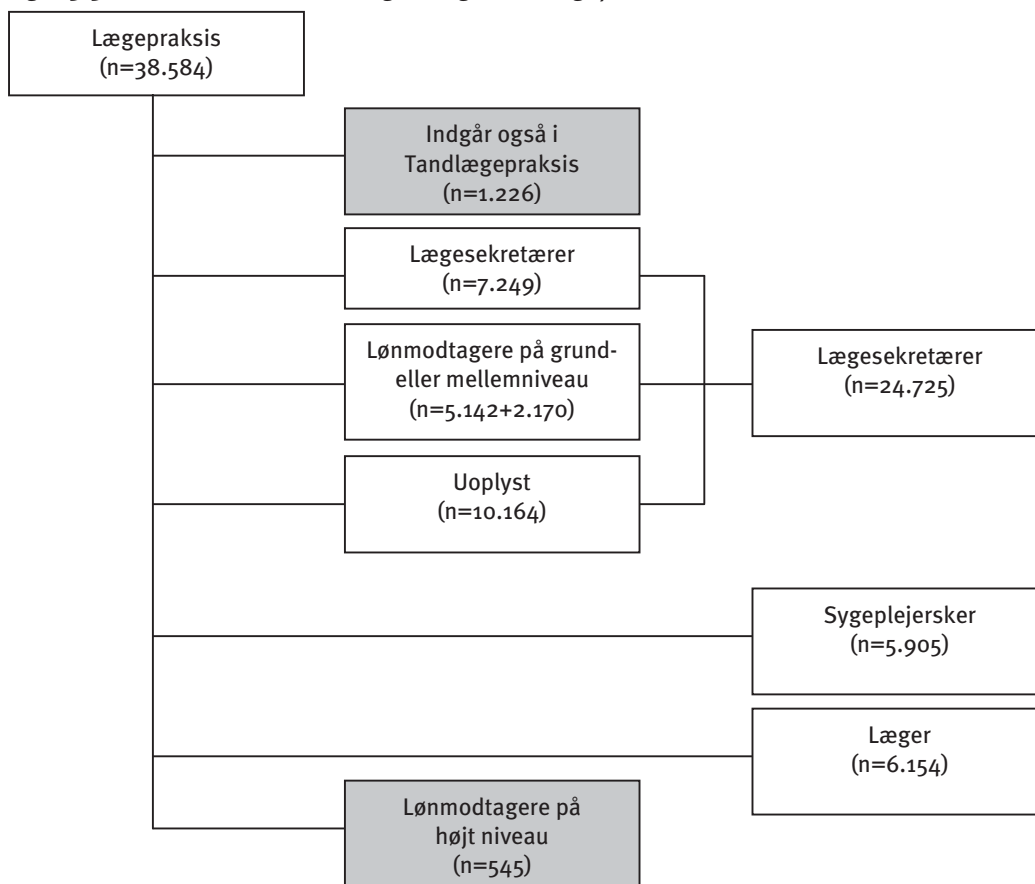 Lægepraksis
(n=38.584)
Indgår også i
Tandlægepraksis
(n=1.226)
Lægesekretærer
(n=7.249)
Lønmodtagere på grund-
eller mellemniveau
(n=5.142+2.170)
Lægesekretærer
(n=24.725)
Uoplyst
(n=10.164)
Sygeplejersker
(n=5.905)
Læger
(n=6.154)
Lønmodtagere på
højt niveau
(n=545)